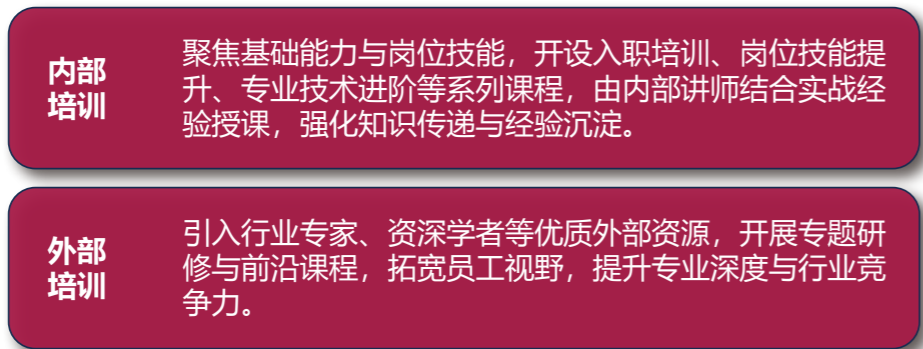 内部
培训
聚焦基础能力与岗位技能，开设入职培训、岗位技能提
升、专业技术进阶等系列课程，由内部讲师结合实战经
验授课，强化知识传递与经验沉淀。
外部
培训
引入行业专家、资深学者等优质外部资源，开展专题研
修与前沿课程，拓宽员工视野，提升专业深度与行业竞
争力。